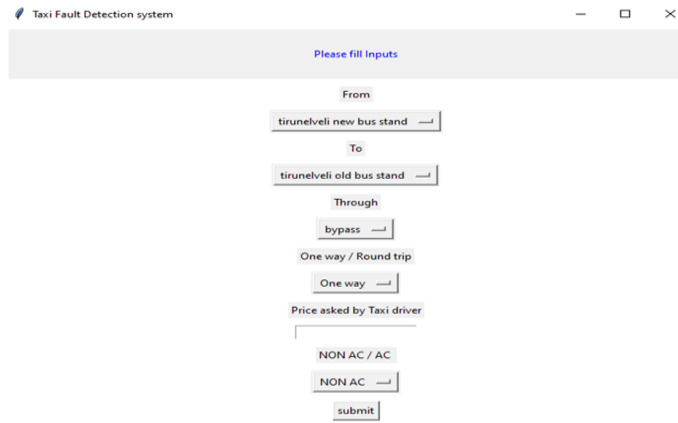 Taxi Fault Detection system
Please fill Inputs
From
tirunelveli new bus stand
To
tirunelveli old bus stand
Through
bypass
One way / Round trip
One way
Price asked by Taxi driver
NON AC / AC
NON AC
submit